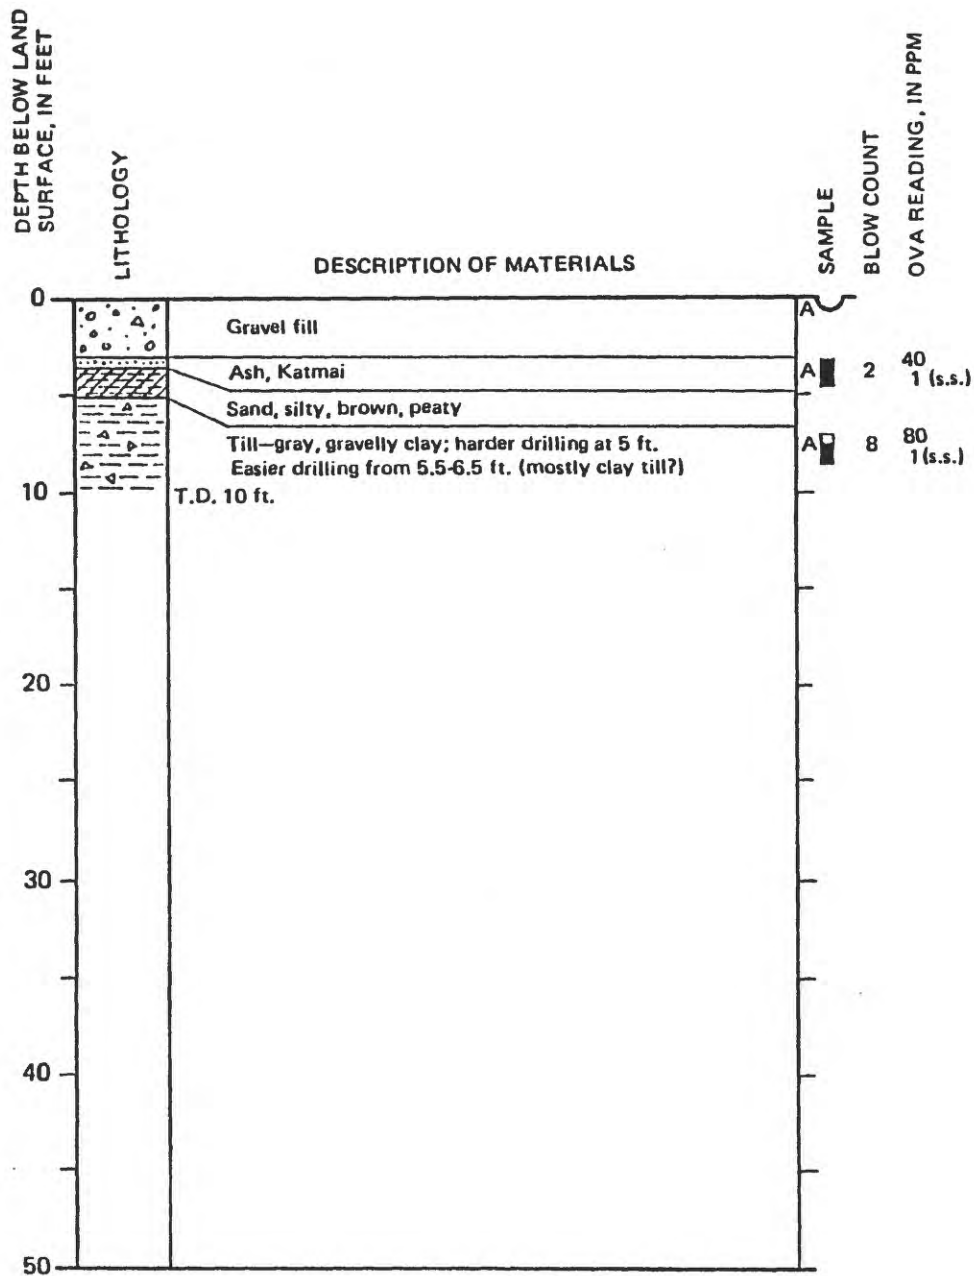 DEPTH BELOW LAND
SURFACE, IN FEET
LITHOLOGY
DESCRIPTION OF MATERIALS
SAMPLE
BLOW COUNT
OVA READING, IN PPM
0
Gravel fill
A
Ash, Katmai
A
2
40
1 (s.s.)
Sand, silty, brown, peaty
Till—gray, gravelly clay; harder drilling at 5 ft.
Easier drilling from 5.5-6.5 ft. (mostly clay till?)
A
8
80
1 (s.s.)
10
T.D. 10 ft.
20
30
40
50